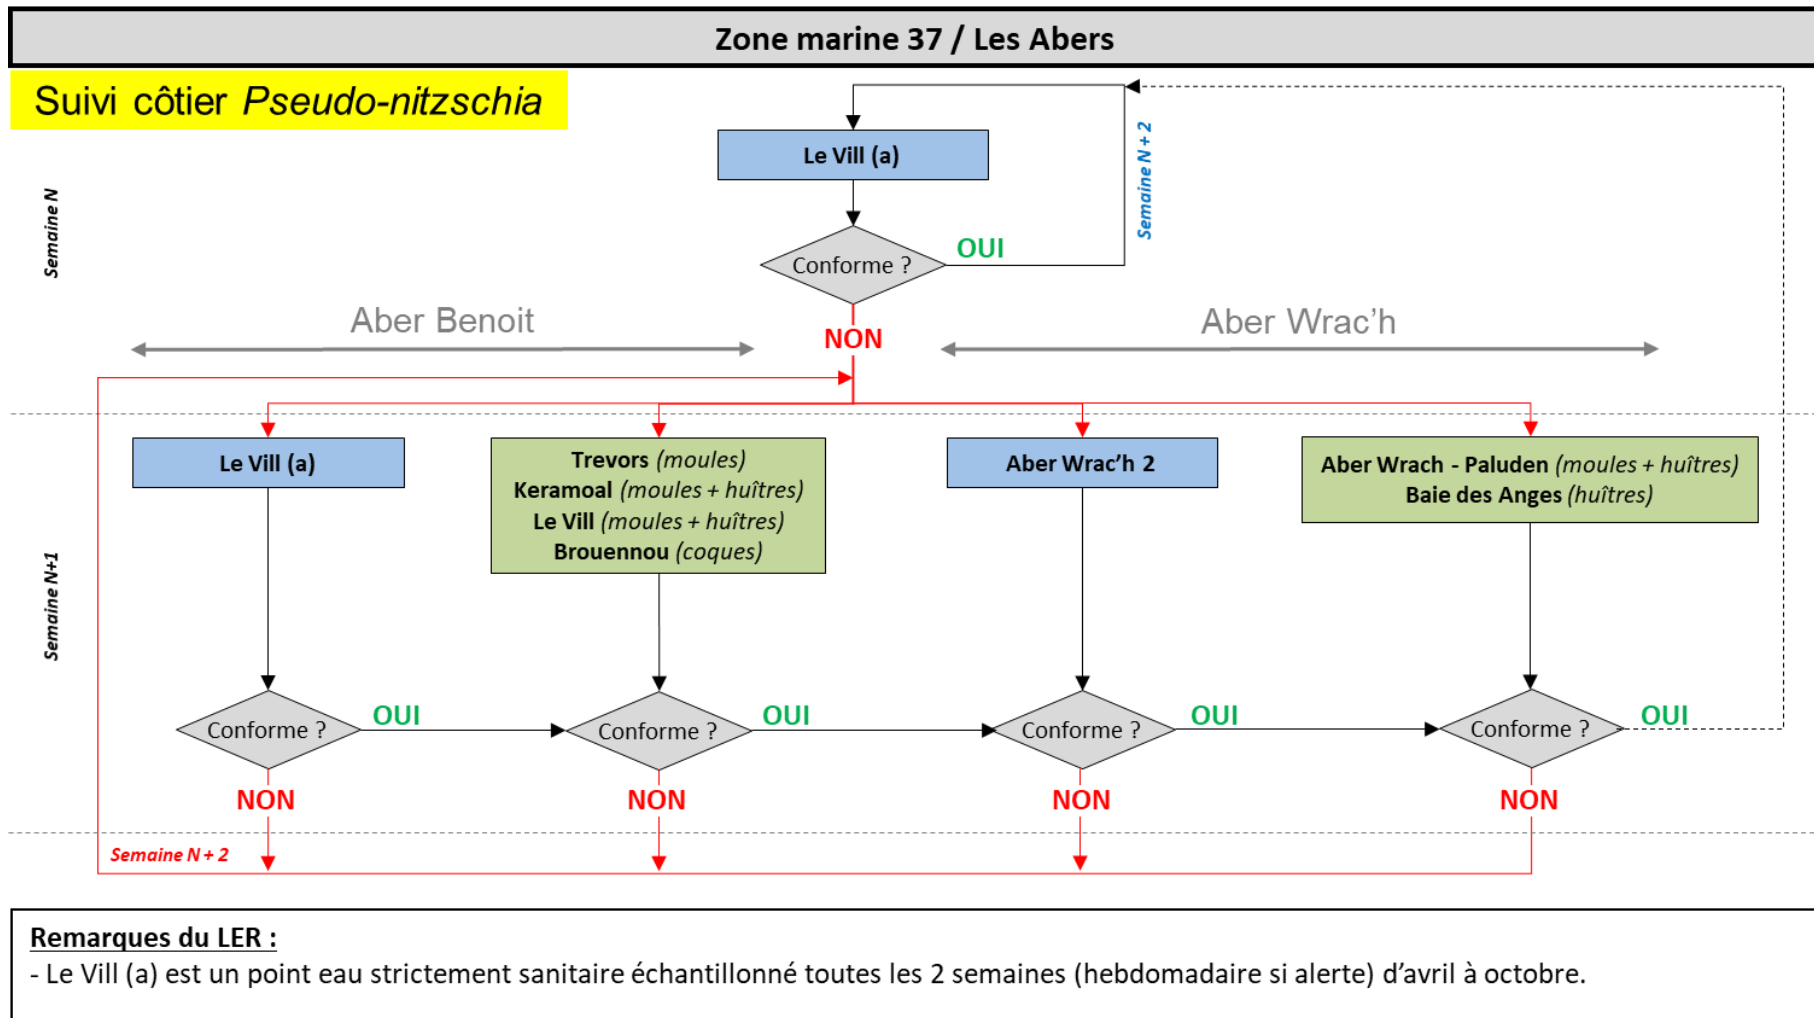 Zone marine 37 / Les Abers
Suivi côtier Pseudo-nitzschia
Semaine N
Le Vill (a)
Conforme ?
OUI
Semaine N + 2
NON
Aber Benoit
Aber Wrac’h
Semaine N+1
Le Vill (a)
Trevors (moules)
Keramoal (moules + huîtres)
Le Vill (moules + huîtres)
Brouennou (coques)
Aber Wrac’h 2
Aber Wrach - Paluden (moules + huîtres)
Baie des Anges (huîtres)
Conforme ?
OUI
Conforme ?
OUI
Conforme ?
OUI
Conforme ?
OUI
NON
NON
NON
NON
Semaine N + 2
Remarques du LER :
- Le Vill (a) est un point eau strictement sanitaire échantillonné toutes les 2 semaines (hebdomadaire si alerte) d’avril à octobre.